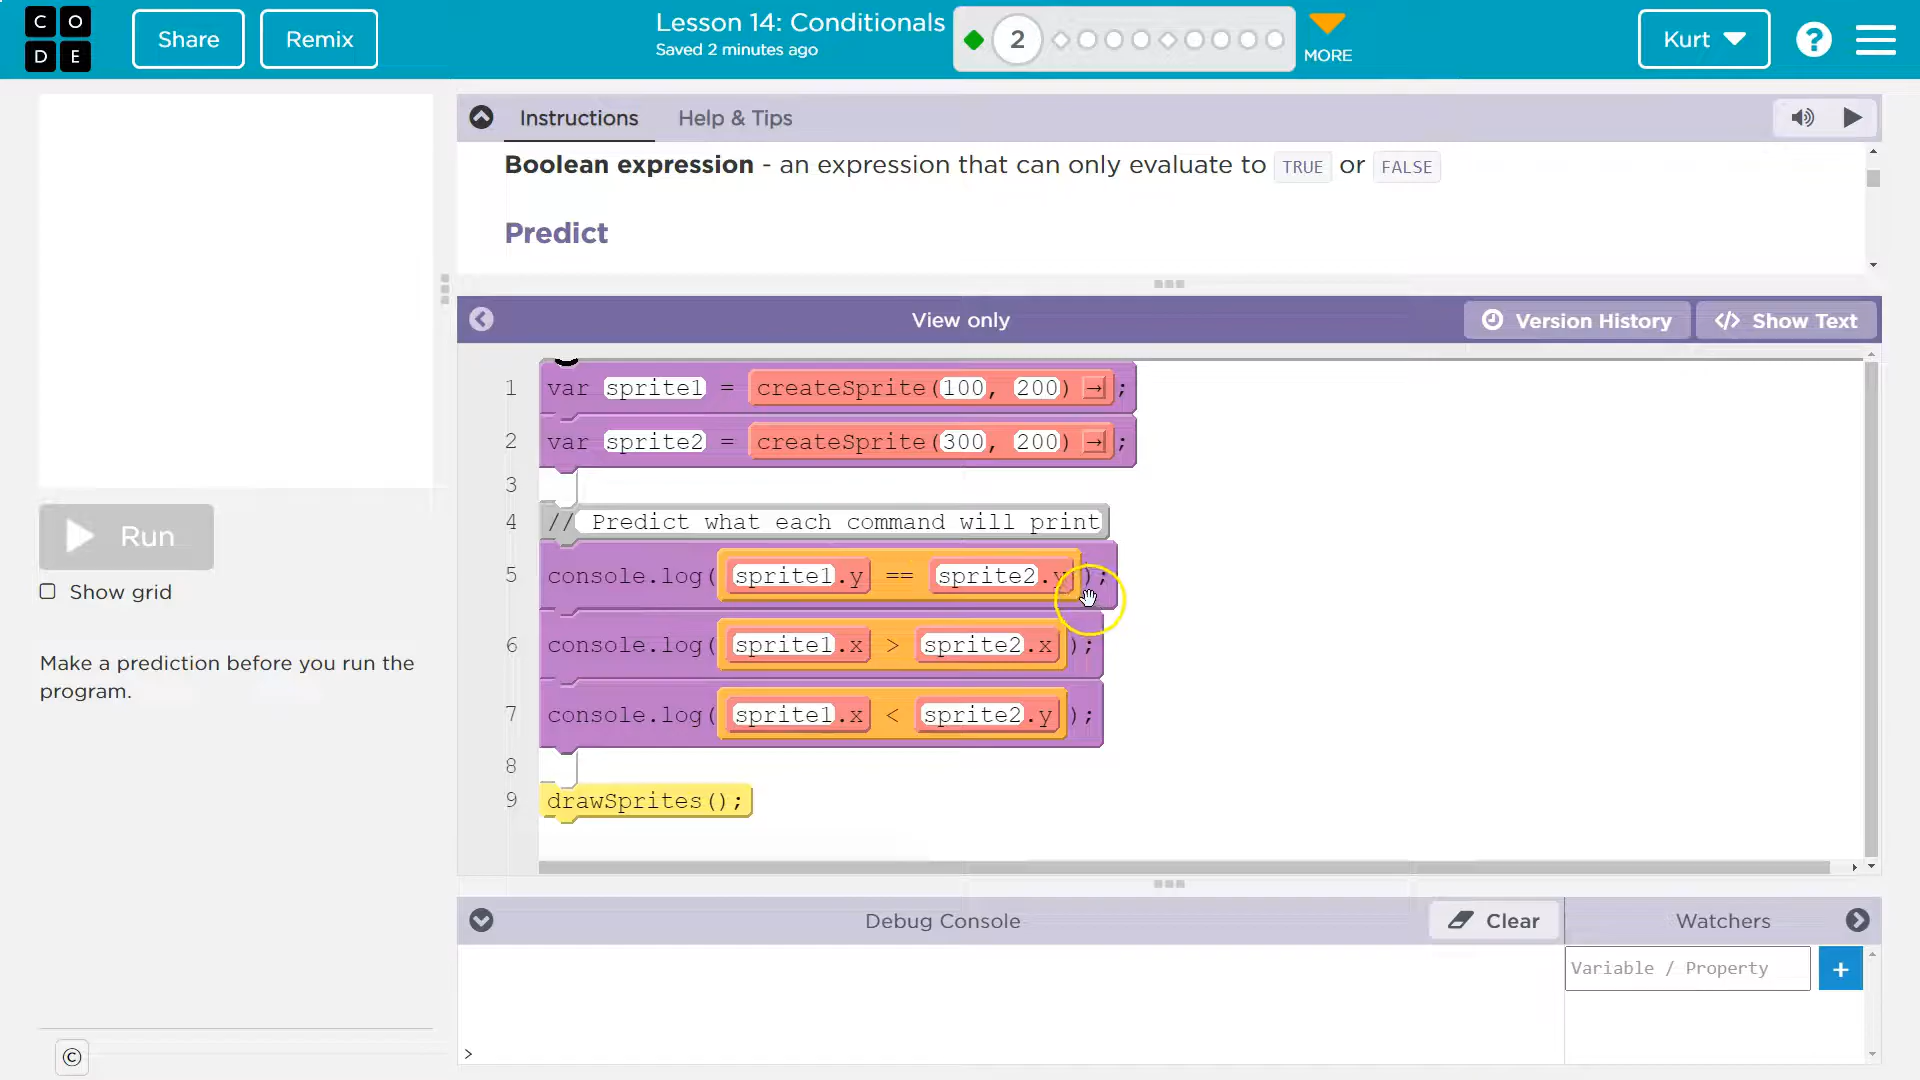 CODE
Share
Remix
Lesson 14: Conditionals
Saved 2 minutes ago
2
MORE
Kurt
?
Instructions
Help & Tips
Boolean expression - an expression that can only evaluate to TRUE or FALSE
Predict
View only
Version History
</> Show Text
1 var sprite1 = createSprite(100, 200) → ;
2 var sprite2 = createSprite(300, 200) → ;
3
4 // Predict what each command will print
5 console.log( sprite1.y == sprite2.y );
6 console.log( sprite1.x > sprite2.x );
7 console.log( sprite1.x < sprite2.y );
8
9 drawSprites();
Run
Show grid
Make a prediction before you run the
program.
Debug Console
Clear
Watchers
Variable / Property
+
>
©